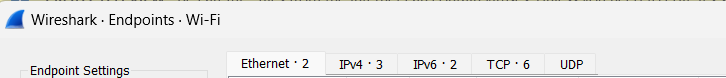 Wireshark · Endpoints · Wi-Fi
Ethernet · 2 IPv4 · 3 IPv6 · 2 TCP · 6 UDP
Endpoint Settings